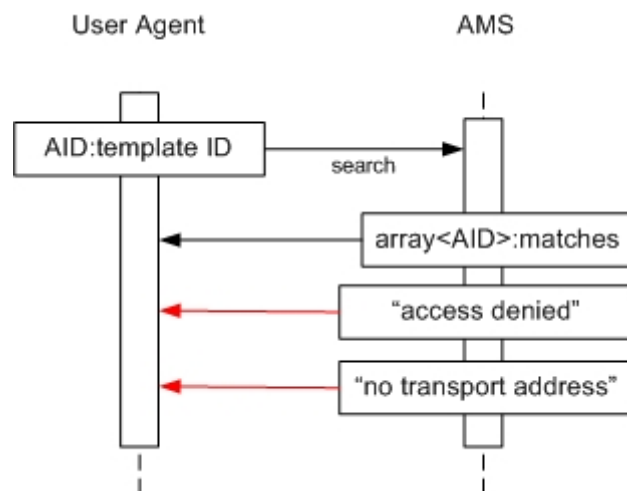 User Agent
AMS
AID:template ID
search
array<AID>:matches
“access denied”
“no transport address”